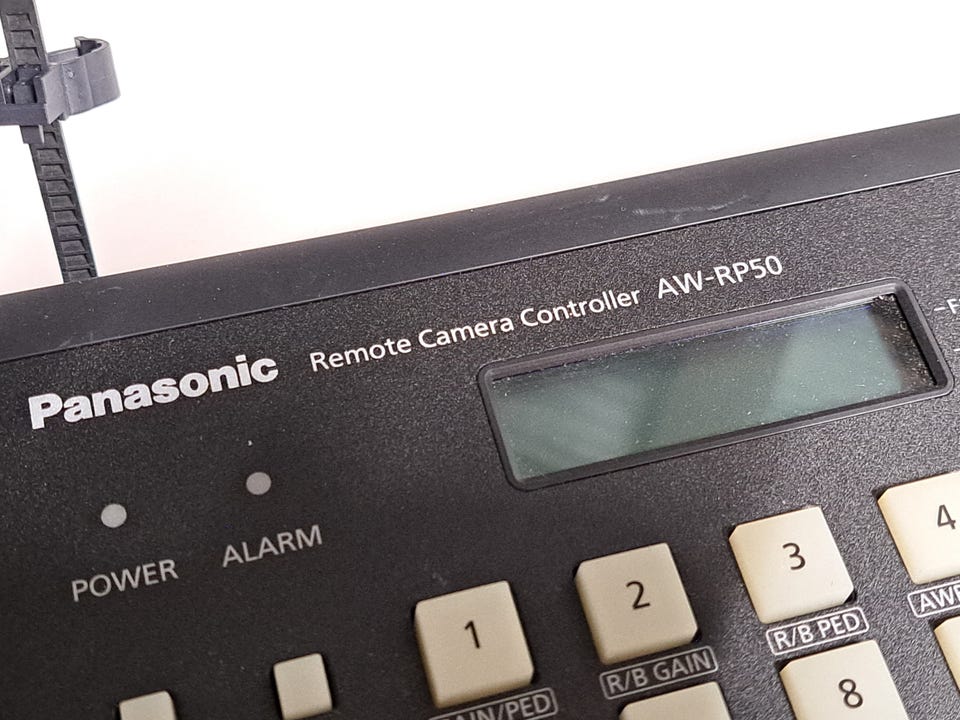 Panasonic Remote Camera Controller AW-RP50
POWER ALARM
1 2 3 4
R/B GAIN R/B PED
8